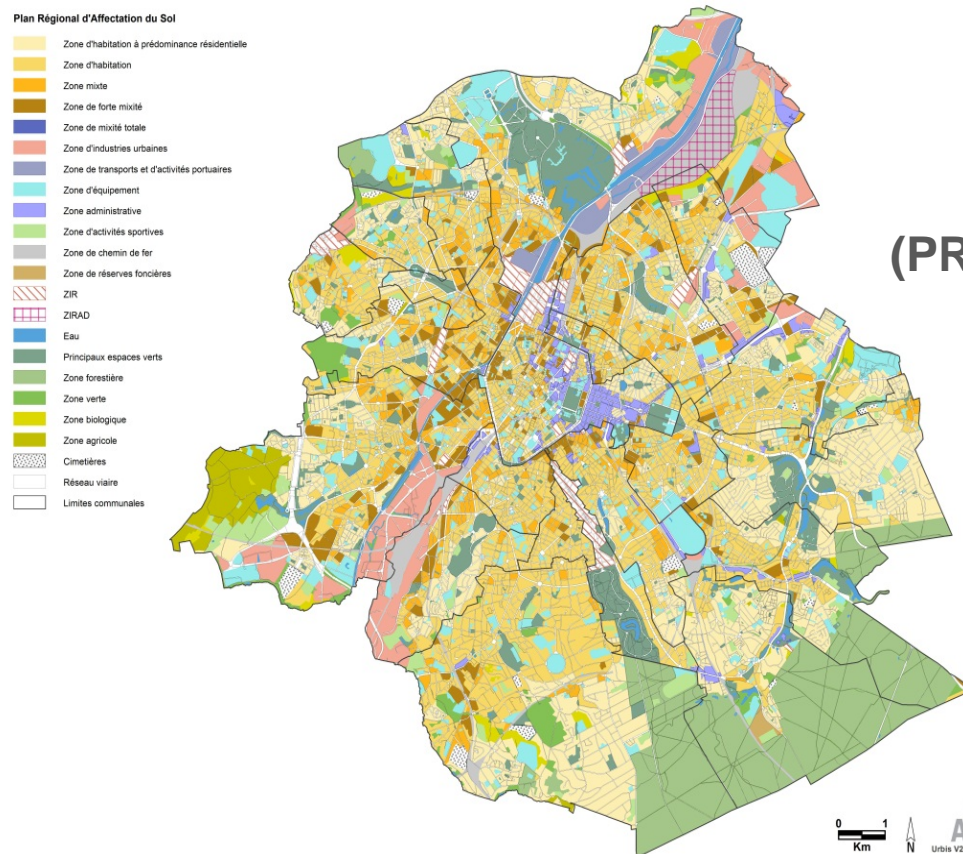 Plan Régional d'Affectation du Sol
Zone d'habitation à prédominance résidentielle
Zone d'habitation
Zone mixte
Zone de forte mixité
Zone de mixité totale
Zone d'industries urbaines
Zone de transports et d'activités portuaires
Zone d'équipement
Zone administrative
Zone d'activités sportives
Zone de chemin de fer
Zone de réserves foncières
ZIR
ZIRAD
Eau
Principaux espaces verts
Zone forestière
Zone verte
Zone biologique
Zone agricole
Cimetières
Réseau viaire
Limites communales
(PR
0 1
Km
N
A
Urbis V2